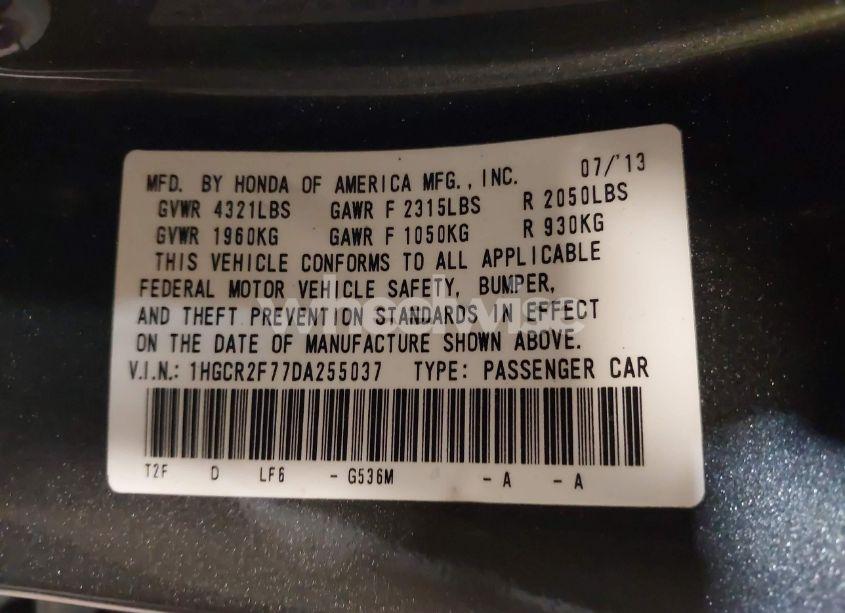 MFD. BY HONDA OF AMERICA MFG., INC. 07/'13
GVWR 4321LBS GAWR F 2315LBS R 2050LBS
GVWR 1960KG GAWR F 1050KG R 930KG
THIS VEHICLE CONFORMS TO ALL APPLICABLE
FEDERAL MOTOR VEHICLE SAFETY, BUMPER,
AND THEFT PREVENTION STANDARDS IN EFFECT
ON THE DATE OF MANUFACTURE SHOWN ABOVE.
V.I.N.: 1HGCR2F77DA255037 TYPE: PASSENGER CAR
T2F D LF6 - G536M - A - A
wheelwise